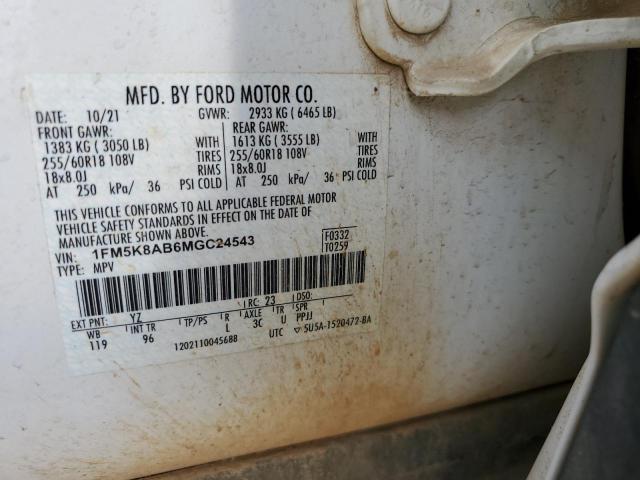 MFD. BY FORD MOTOR CO.
DATE: 10/21 GVWR: 2933 KG ( 6465 LB)
FRONT GAWR: REAR GAWR:
1383 KG ( 3050 LB) WITH 1613 KG ( 3555 LB) WITH
255/60R18 108V TIRES 255/60R18 108V TIRES
18x8.0J RIMS 18x8.0J RIMS
AT 250 kPa/ 36 PSI COLD AT 250 kPa/ 36 PSI COLD
THIS VEHICLE CONFORMS TO ALL APPLICABLE FEDERAL MOTOR
VEHICLE SAFETY STANDARDS IN EFFECT ON THE DATE OF
MANUFACTURE SHOWN ABOVE.
VIN: 1FM5K8AB6MGC24543 F0332
TYPE: MPV T0259
EXT PNT: YZ RC: 23 DSO:
WB INT TR TP/PS R AXLE TR SPR
119 96 L 3C U PPJJ
1202110045688 UTC ▽ 5U5A-1520472-BA